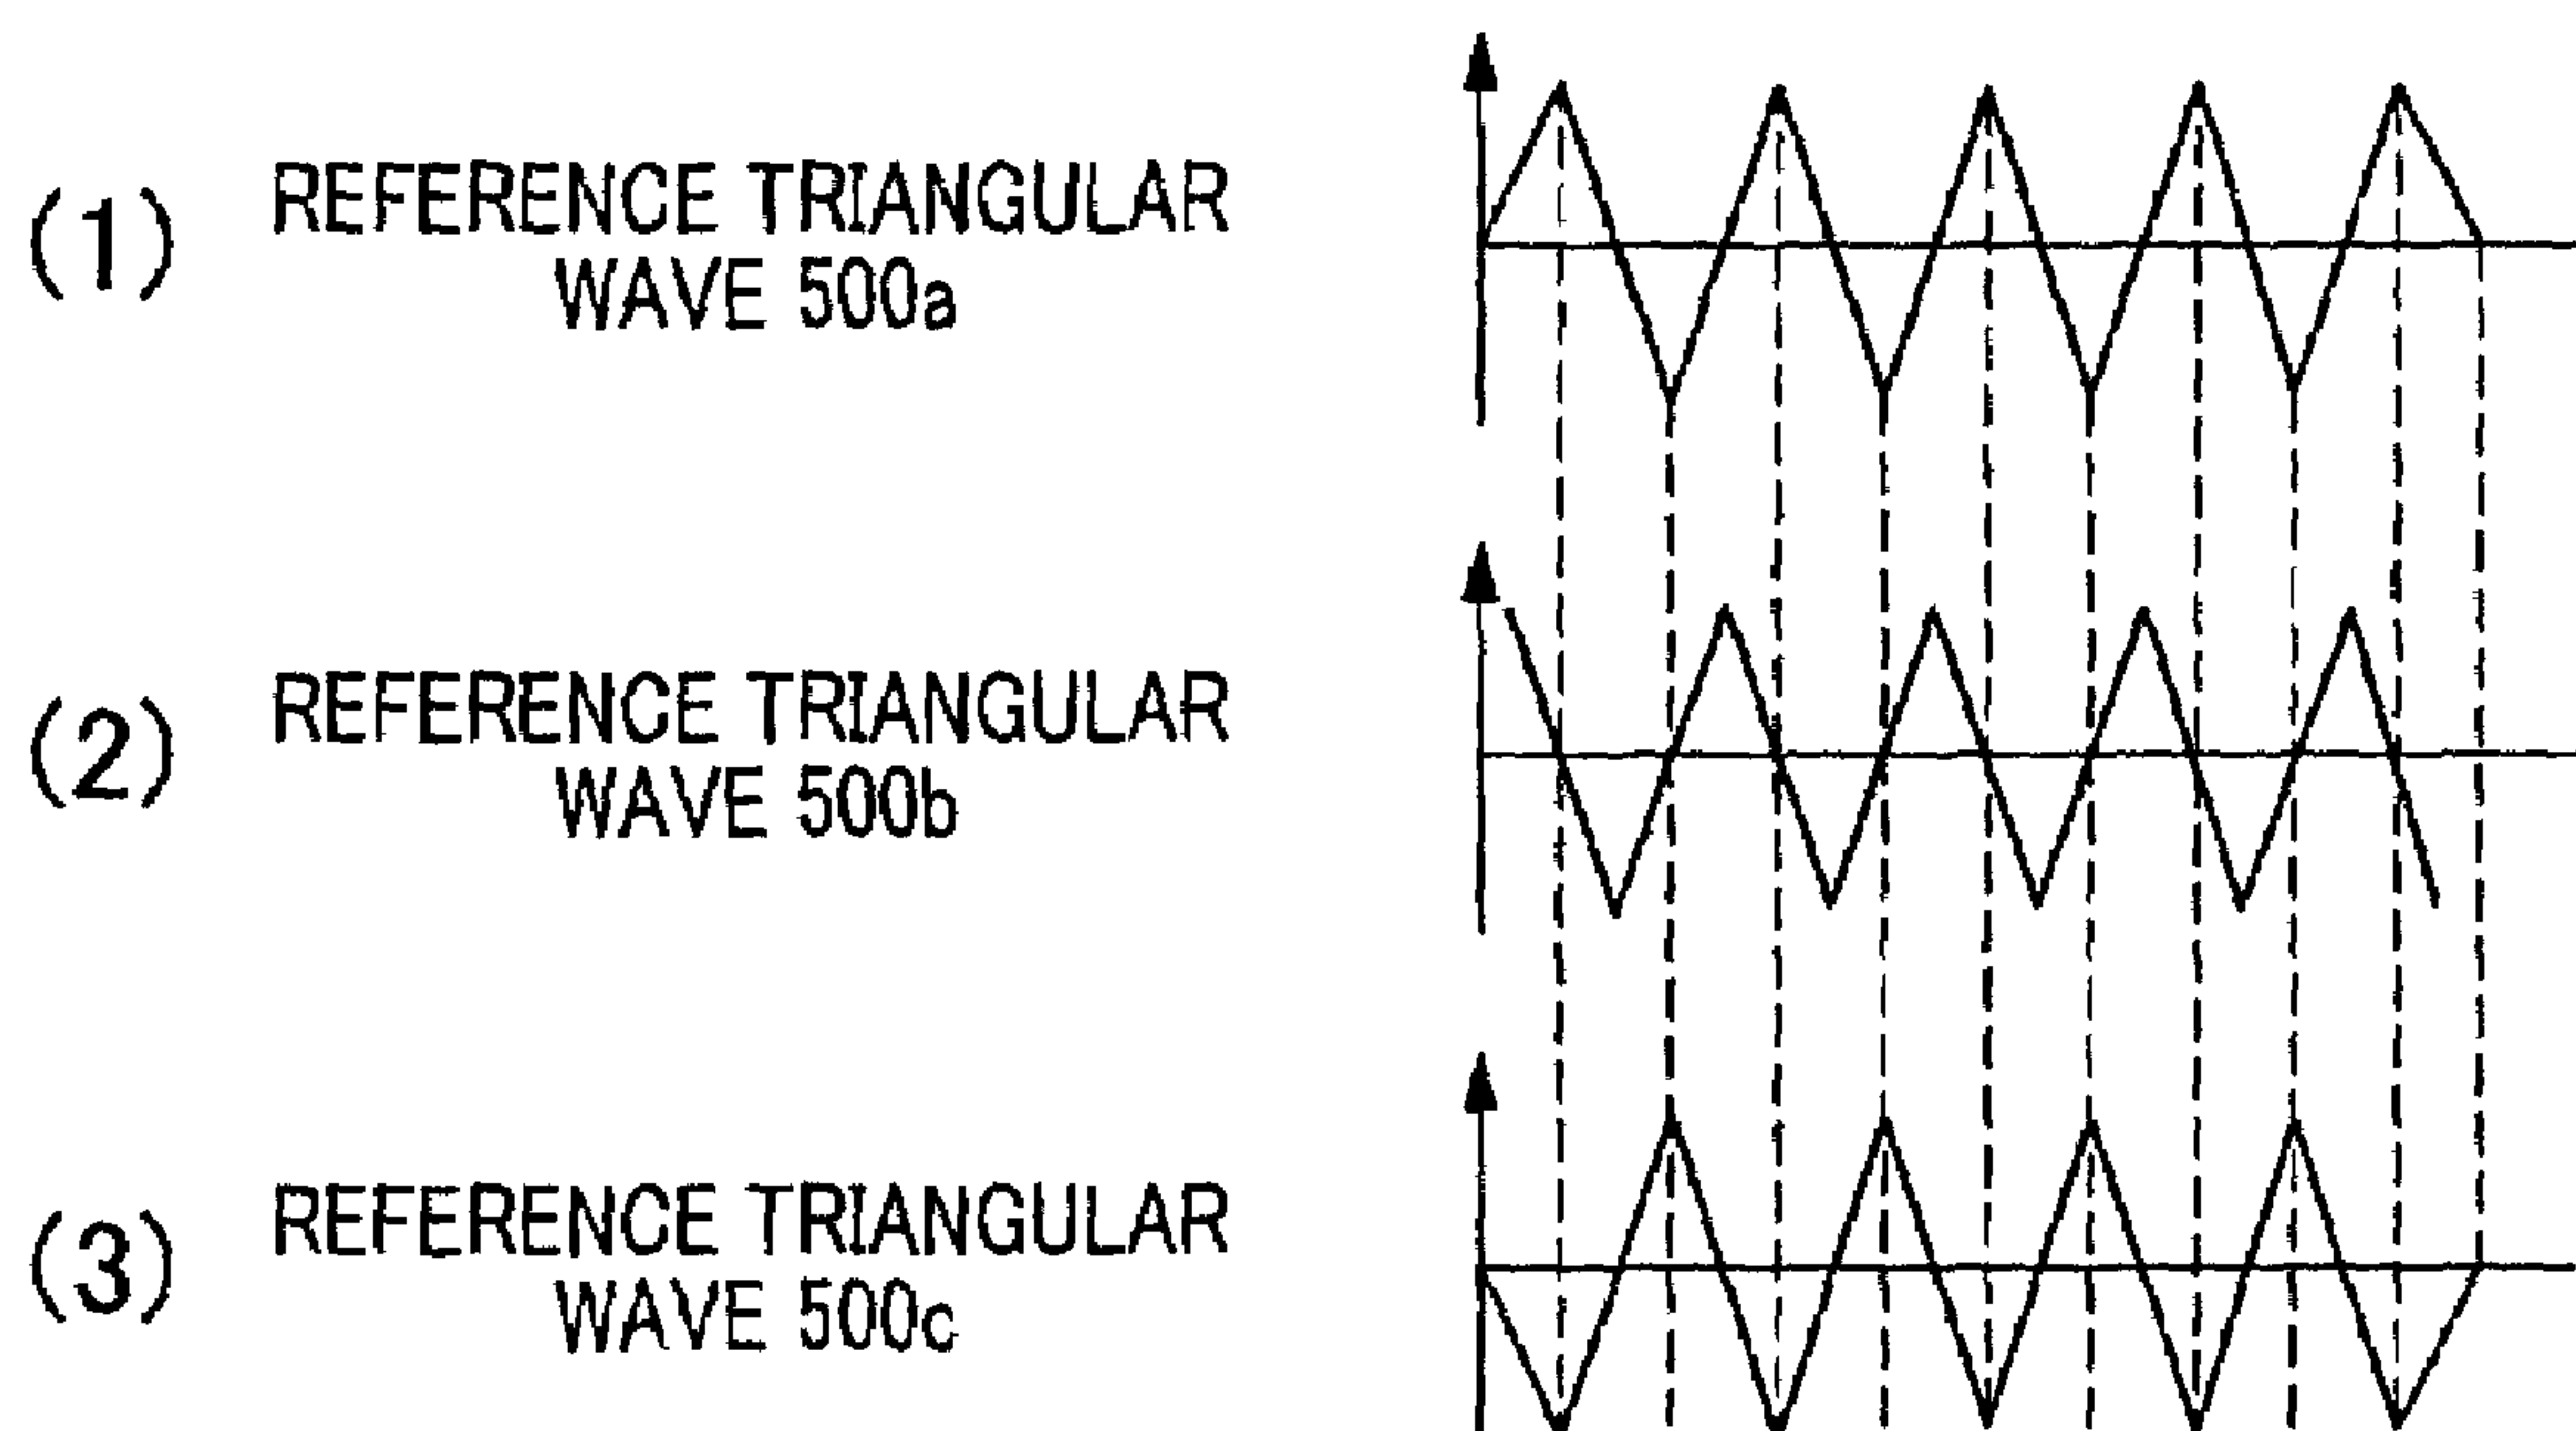 (1) REFERENCE TRIANGULAR
WAVE 500a
(2) REFERENCE TRIANGULAR
WAVE 500b
(3) REFERENCE TRIANGULAR
WAVE 500c